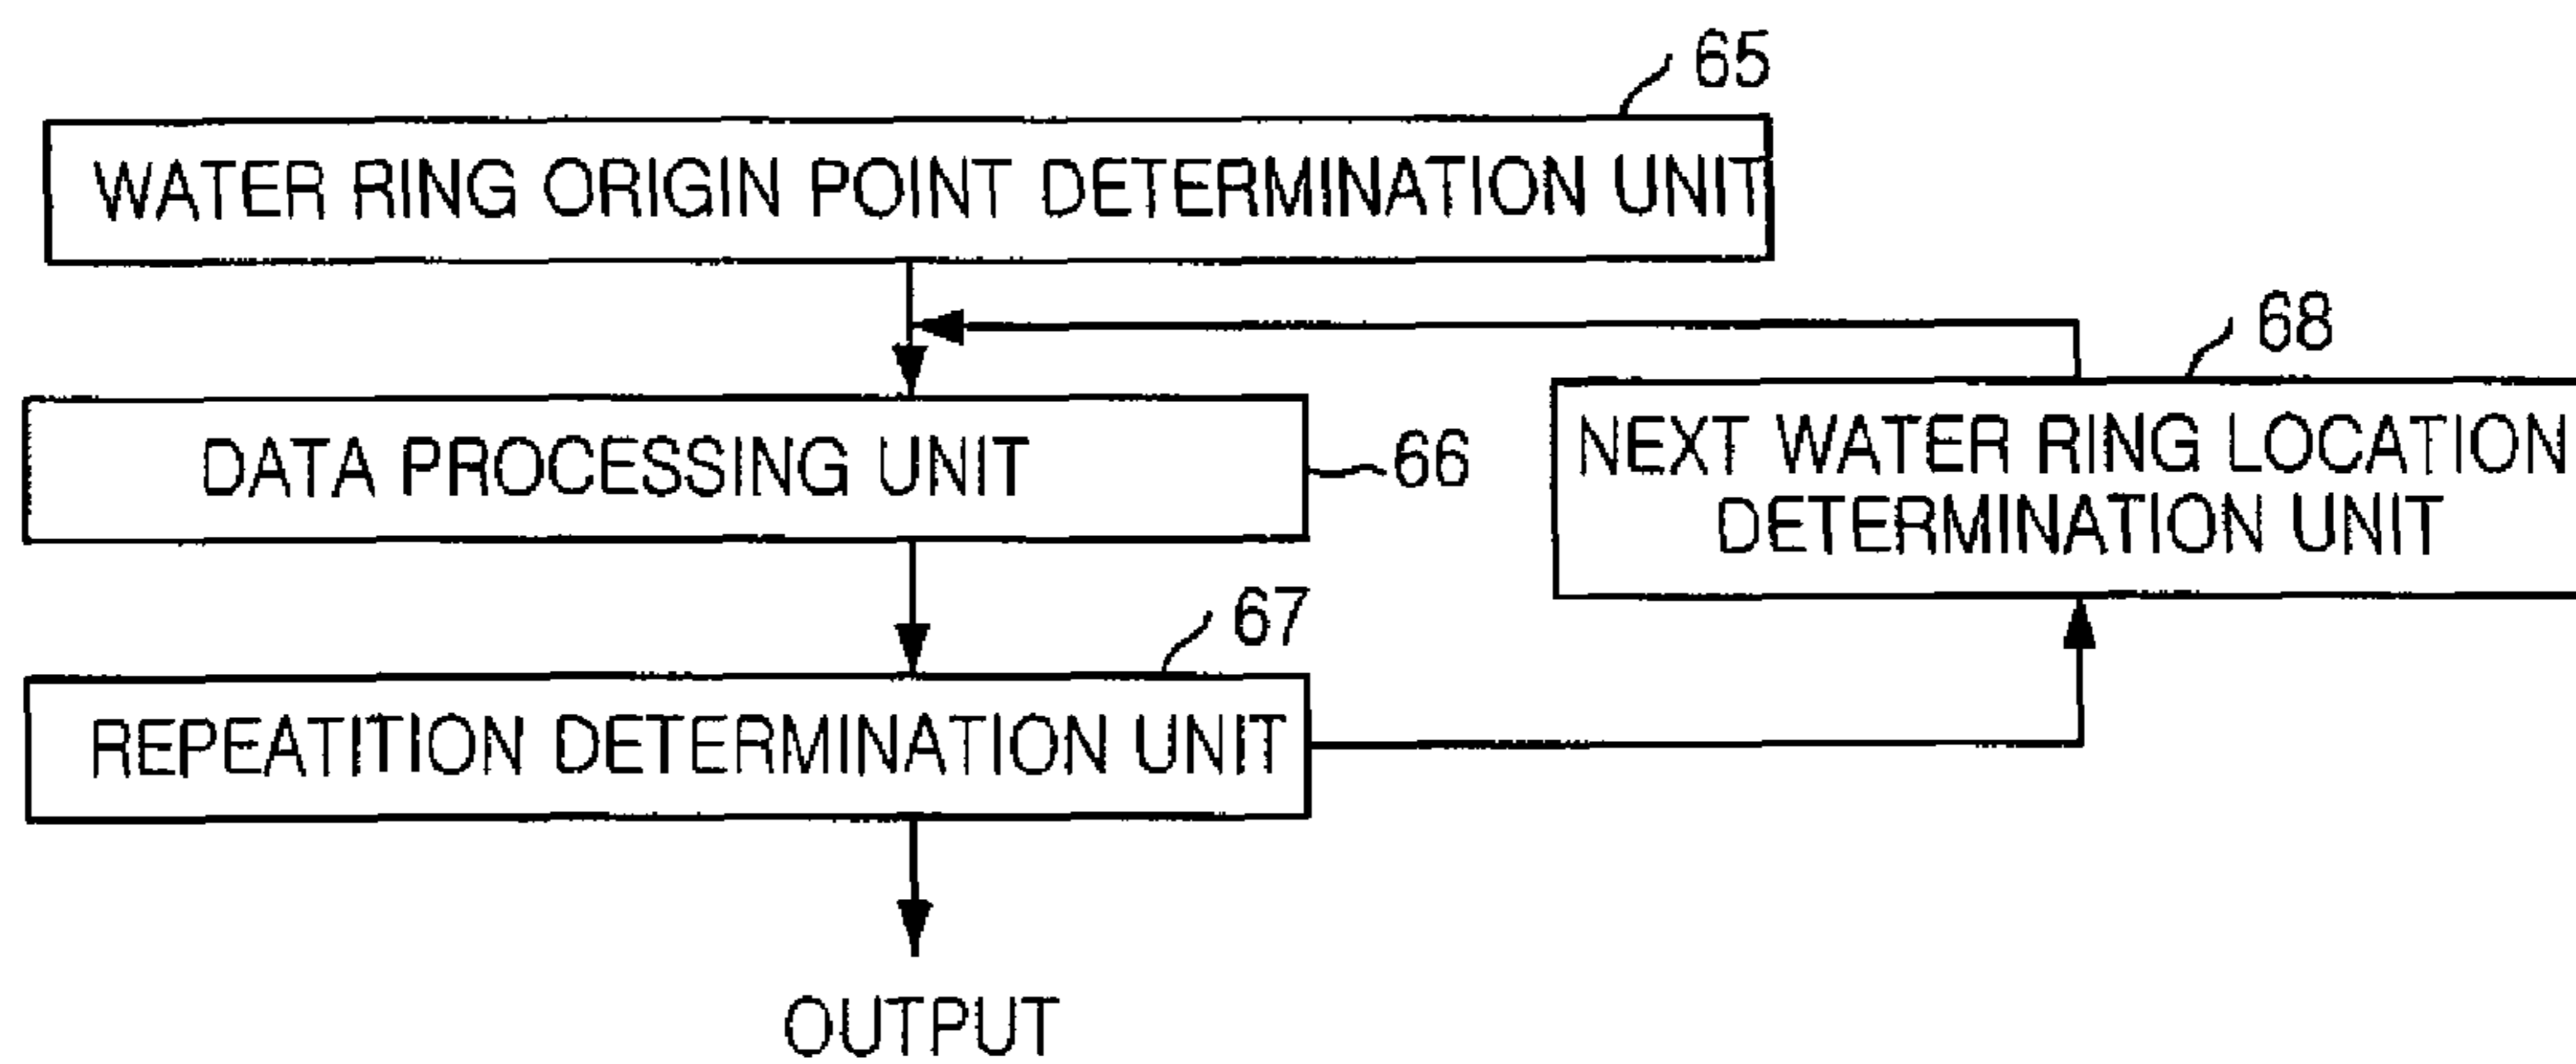 65
WATER RING ORIGIN POINT DETERMINATION UNIT
68
DATA PROCESSING UNIT
66
NEXT WATER RING LOCATION
DETERMINATION UNIT
67
REPEATITION DETERMINATION UNIT
OUTPUT